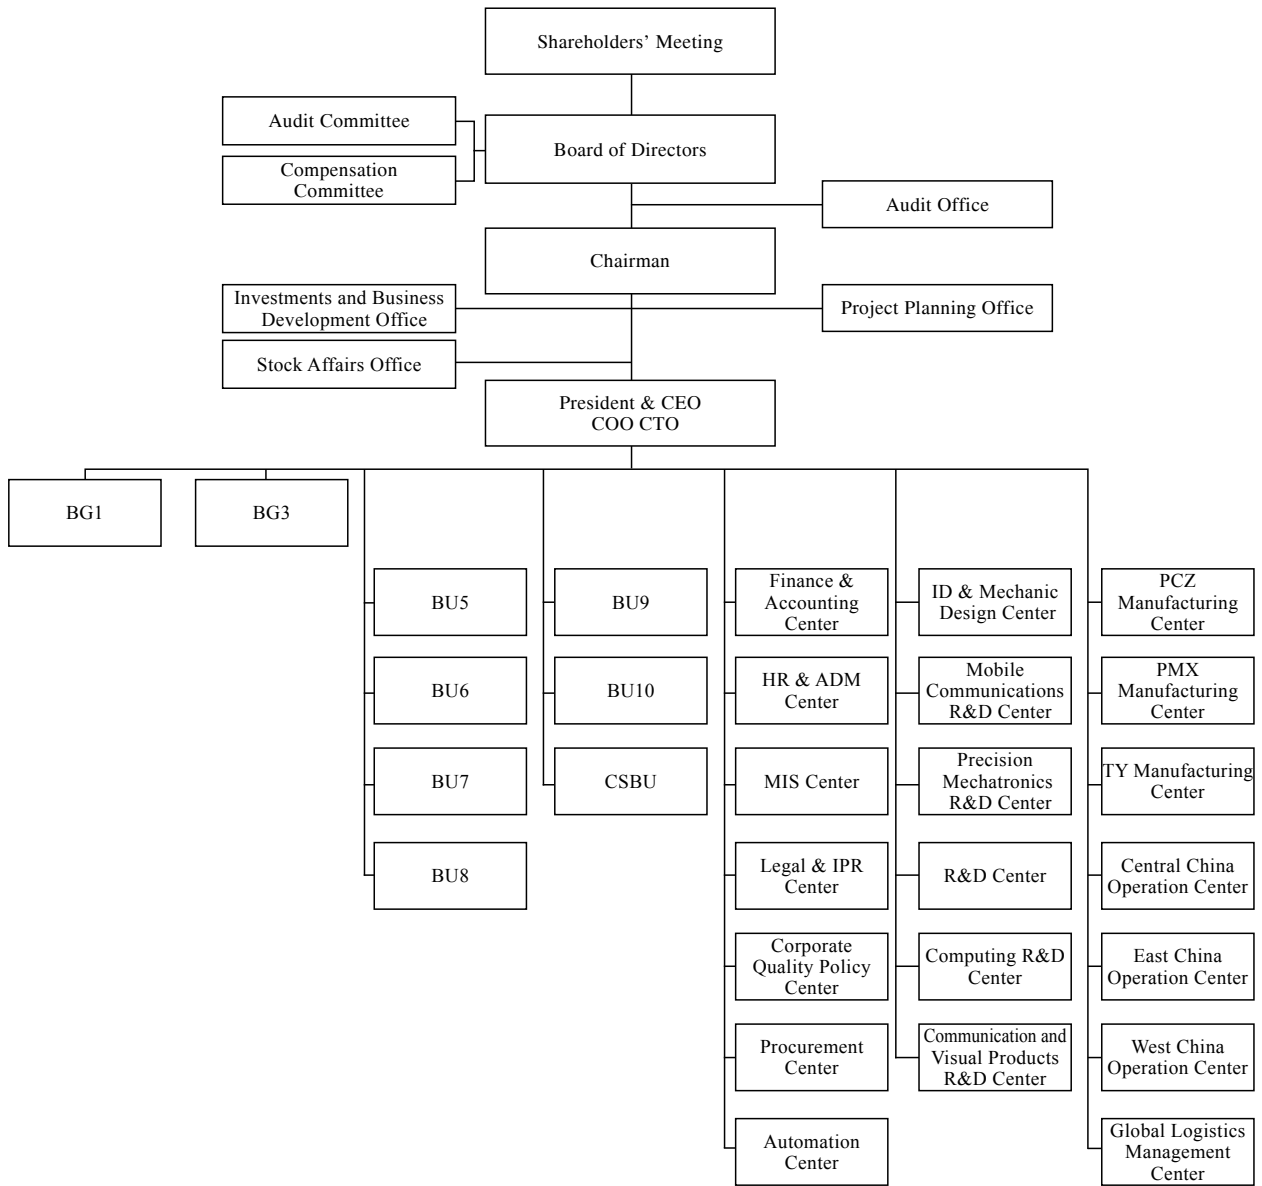 Shareholders' Meeting
Audit Committee
Board of Directors
Compensation
Committee
Audit Office
Chairman
Investments and Business
Development Office
Project Planning Office
Stock Affairs Office
President & CEO
COO CTO
BG1
BG3
BU5
BU6
BU7
BU8
BU9
BU10
CSBU
Finance &
Accounting
Center
HR & ADM
Center
MIS Center
Legal & IPR
Center
Corporate
Quality Policy
Center
Procurement
Center
Automation
Center
ID & Mechanic
Design Center
Mobile
Communications
R&D Center
Precision
Mechatronics
R&D Center
R&D Center
Computing R&D
Center
Communication and
Visual Products
R&D Center
PCZ
Manufacturing
Center
PMX
Manufacturing
Center
TY Manufacturing
Center
Central China
Operation Center
East China
Operation Center
West China
Operation Center
Global Logistics
Management
Center